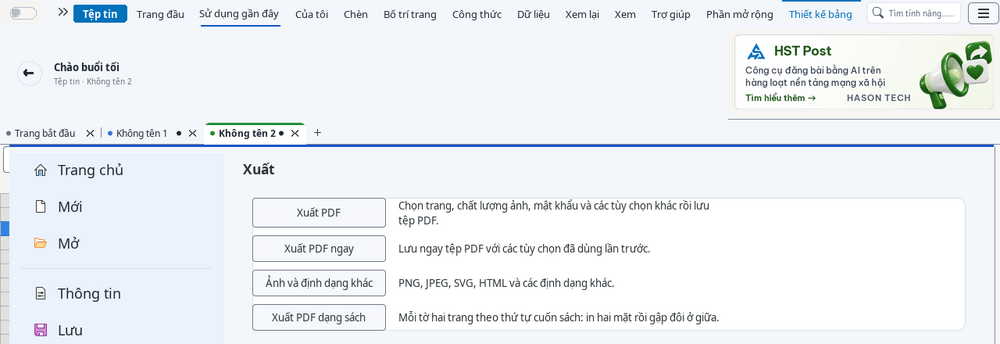 Tệp tin Trang đầu Sử dụng gần đây Của tôi Chèn Bố trí trang Công thức Dữ liệu Xem lại Xem Trợ giúp Phần mở rộng Thiết kế bảng Tìm tính năng......
Chào buổi tối
Tệp tin · Không tên 2
HST Post
Công cụ đăng bài bằng AI trên
hàng loạt nền tảng mạng xã hội
Tìm hiểu thêm → HASON TECH
Trang bắt đầu Không tên 1 Không tên 2
Trang chủ
Mới
Mở
Thông tin
Lưu
Xuất
Xuất PDF
Chọn trang, chất lượng ảnh, mật khẩu và các tùy chọn khác rồi lưu
tệp PDF.
Xuất PDF ngay
Lưu ngay tệp PDF với các tùy chọn đã dùng lần trước.
Ảnh và định dạng khác
PNG, JPEG, SVG, HTML và các định dạng khác.
Xuất PDF dạng sách
Mỗi tờ hai trang theo thứ tự cuốn sách: in hai mặt rồi gập đôi ở giữa.